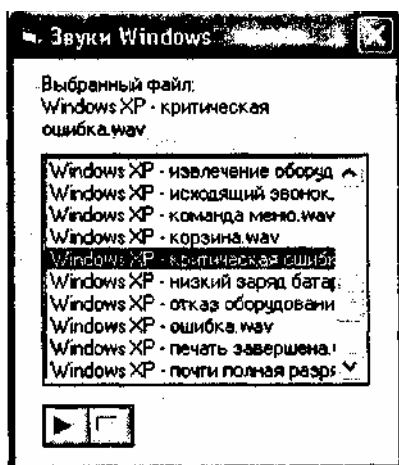 Звуки Windows
Выбранный файл:
Windows XP - критическая
ошибка.wav
Windows XP - извлечение оборуд
Windows XP - исходящий звонок.
Windows XP - команда меню.wav
Windows XP - корзина.wav
Windows XP - критическая ошибк
Windows XP - низкий заряд батар
Windows XP - отказ оборудовани
Windows XP - ошибка.wav
Windows XP - печать завершена.
Windows XP - почти полная разря